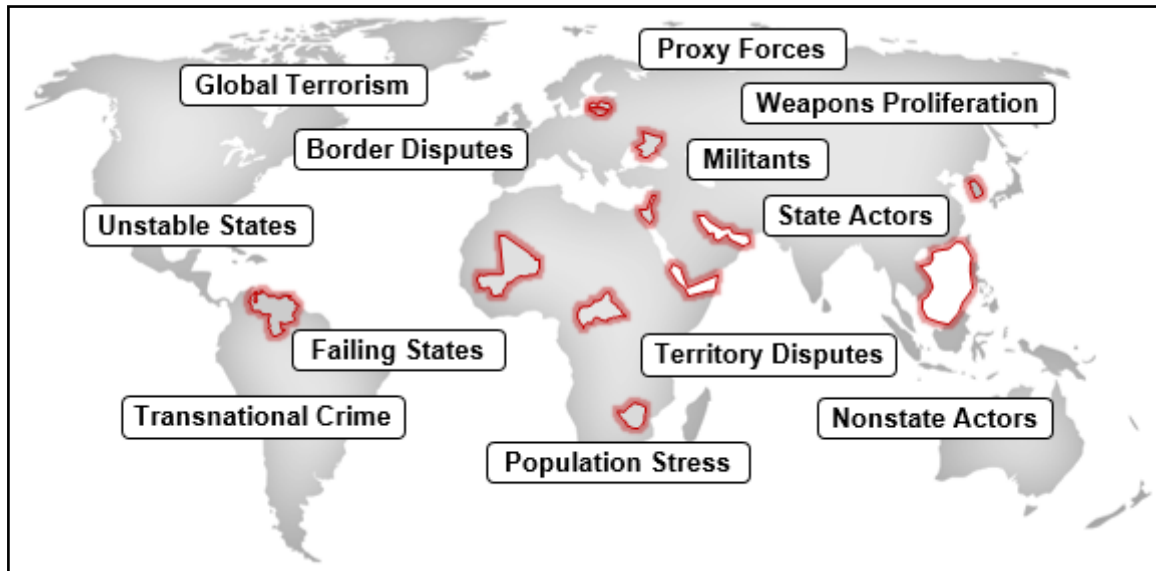 Proxy Forces
Global Terrorism
Weapons Proliferation
Border Disputes
Militants
Unstable States
State Actors
Failing States
Territory Disputes
Transnational Crime
Nonstate Actors
Population Stress